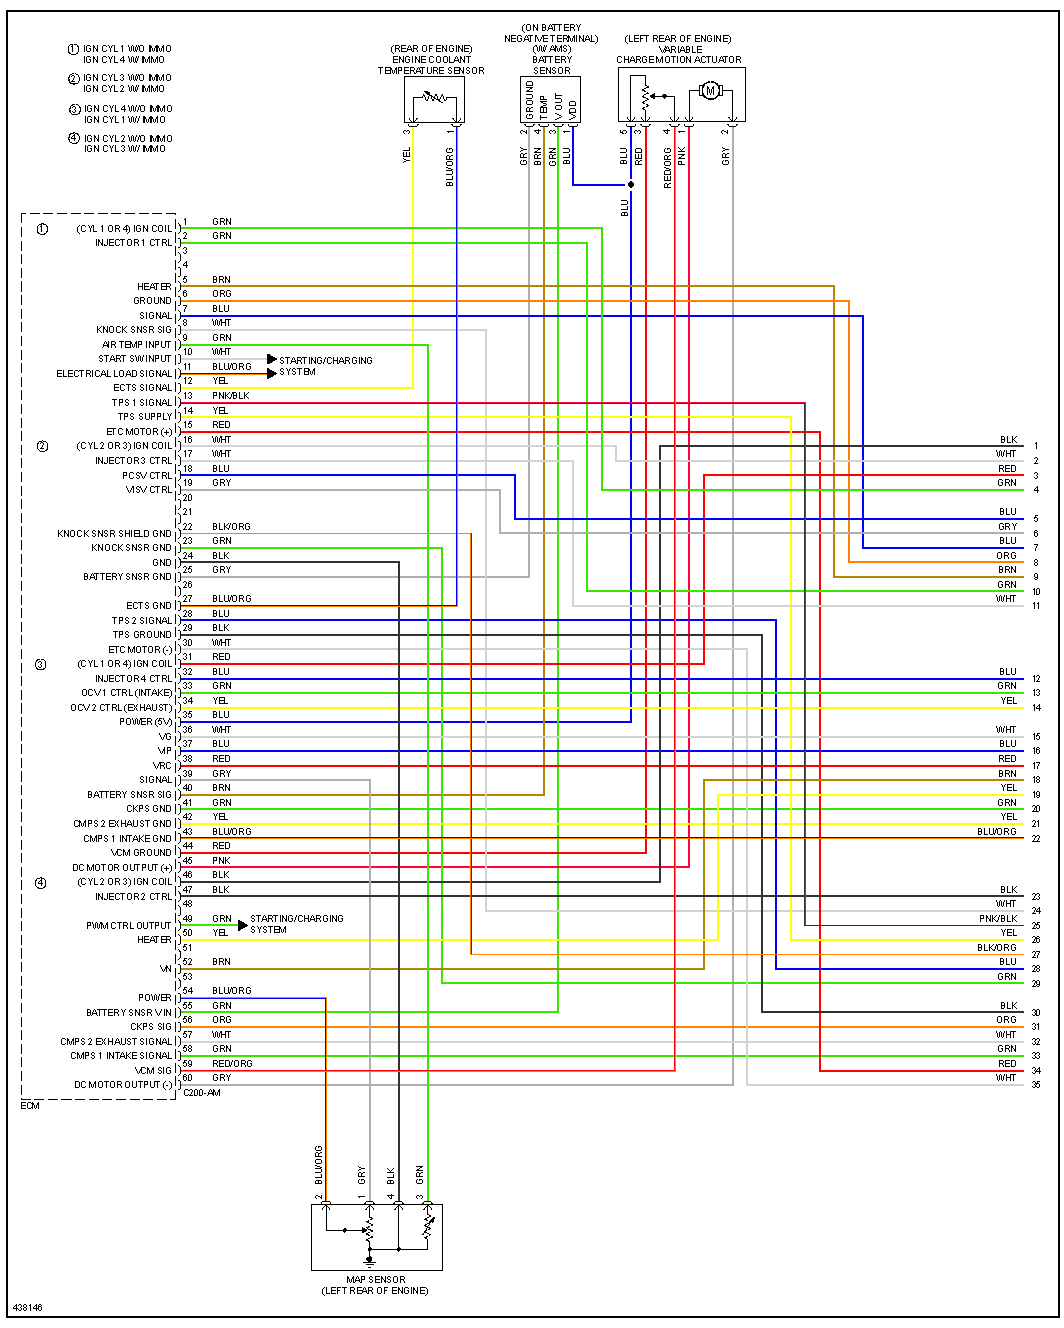 ① IGN CYL 1 W/O IMMO
IGN CYL 4 W/ IMMO
② IGN CYL 3 W/O IMMO
IGN CYL 2 W/ IMMO
③ IGN CYL 4 W/O IMMO
IGN CYL 1 W/ IMMO
④ IGN CYL 2 W/O IMMO
IGN CYL 3 W/ IMMO
(REAR OF ENGINE)
ENGINE COOLANT
TEMPERATURE SENSOR
(ON BATTERY
NEGATIVE TERMINAL)
(W/ AMS)
BATTERY
SENSOR
(LEFT REAR OF ENGINE)
VARIABLE
CHARGE MOTION ACTUATOR
GROUND
TEMP
V OUT
VDD
M
3 YEL
1 BLU/ORG
2 GRY
4 BRN
3 GRN
1 BLU
5 BLU
3 RED
4 RED/ORG
1 PNK
2 GRY
BLU
① (CYL 1 OR 4) IGN COIL 1 GRN
INJECTOR 1 CTRL 2 GRN
3
4
HEATER 5 BRN
GROUND 6 ORG
SIGNAL 7 BLU
KNOCK SNSR SIG 8 WHT
AIR TEMP INPUT 9 GRN
START SW INPUT 10 WHT
STARTING/CHARGING
SYSTEM
ELECTRICAL LOAD SIGNAL 11 BLU/ORG
ECTS SIGNAL 12 YEL
TPS 1 SIGNAL 13 PNK/BLK
TPS SUPPLY 14 YEL
ETC MOTOR (+) 15 RED
② (CYL 2 OR 3) IGN COIL 16 WHT
INJECTOR 3 CTRL 17 WHT
PCSV CTRL 18 BLU
VISV CTRL 19 GRY
20
21
KNOCK SNSR SHIELD GND 22 BLK/ORG
KNOCK SNSR GND 23 GRN
GND 24 BLK
BATTERY SNSR GND 25 GRY
26
ECTS GND 27 BLU/ORG
TPS 2 SIGNAL 28 BLU
TPS GROUND 29 BLK
ETC MOTOR (-) 30 WHT
③ (CYL 1 OR 4) IGN COIL 31 RED
INJECTOR 4 CTRL 32 BLU
OCV 1 CTRL (INTAKE) 33 GRN
OCV 2 CTRL (EXHAUST) 34 YEL
POWER (5V) 35 BLU
VG 36 WHT
VIP 37 BLU
VRC 38 RED
SIGNAL 39 GRY
BATTERY SNSR SIG 40 BRN
CKPS GND 41 GRN
CMPS 2 EXHAUST GND 42 YEL
CMPS 1 INTAKE GND 43 BLU/ORG
VCM GROUND 44 RED
DC MOTOR OUTPUT (+) 45 PNK
④ (CYL 2 OR 3) IGN COIL 46 BLK
INJECTOR 2 CTRL 47 BLK
48
PWM CTRL OUTPUT 49 GRN
STARTING/CHARGING
SYSTEM
HEATER 50 YEL
51
VN 52 BRN
53
POWER 54 BLU/ORG
BATTERY SNSR VIN 55 GRN
CKPS SIG 56 ORG
CMPS 2 EXHAUST SIGNAL 57 WHT
CMPS 1 INTAKE SIGNAL 58 GRN
VCM SIG 59 RED/ORG
DC MOTOR OUTPUT (-) 60 GRY
C200-AM
ECM
BLK 1
WHT 2
RED 3
GRN 4
BLU 5
GRY 6
BLU 7
ORG 8
BRN 9
GRN 10
WHT 11
BLU 12
GRN 13
YEL 14
WHT 15
BLU 16
RED 17
BRN 18
YEL 19
GRN 20
YEL 21
BLU/ORG 22
BLK 23
WHT 24
PNK/BLK 25
YEL 26
BLK/ORG 27
BLU 28
GRN 29
BLK 30
ORG 31
WHT 32
GRN 33
RED 34
WHT 35
2 BLU/ORG
1 GRY
4 BLK
3 GRN
MAP SENSOR
(LEFT REAR OF ENGINE)
438146